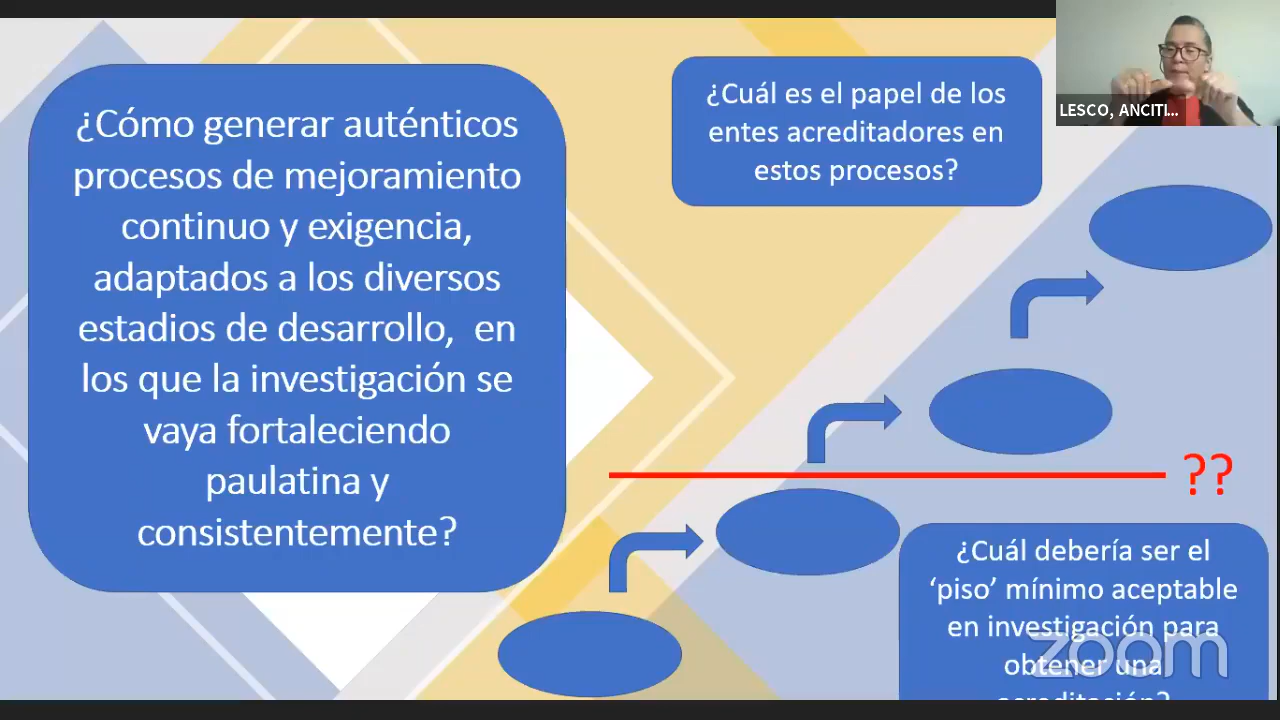 ¿Cómo generar auténticos
procesos de mejoramiento
continuo y exigencia,
adaptados a los diversos
estadios de desarrollo, en
los que la investigación se
vaya fortaleciendo
paulatina y
consistentemente?
¿Cuál es el papel de los
entes acreditadores en
estos procesos?
LESCO, ANCITI...
??
¿Cuál debería ser el
‘piso’ mínimo aceptable
en investigación para
obtener una
acreditación?
zoom